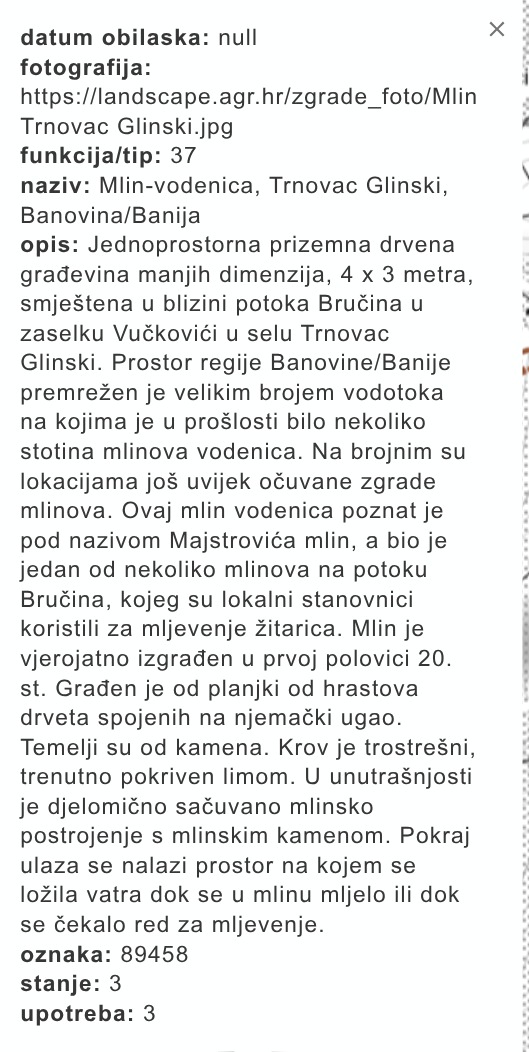 datum obilaska: null
fotografija:
https://landscape.agr.hr/zgrade_foto/Mlin
Trnovac Glinski.jpg
funkcija/tip: 37
naziv: Mlin-vodenica, Trnovac Glinski,
Banovina/Banija
opis: Jednoprostorna prizemna drvena
građevina manjih dimenzija, 4 x 3 metra,
smještena u blizini potoka Bručina u
zaselku Vučkovići u selu Trnovac
Glinski. Prostor regije Banovine/Banije
premrežen je velikim brojem vodotoka
na kojima je u prošlosti bilo nekoliko
stotina mlinova vodenica. Na brojnim su
lokacijama još uvijek očuvane zgrade
mlinova. Ovaj mlin vodenica poznat je
pod nazivom Majstrovića mlin, a bio je
jedan od nekoliko mlinova na potoku
Bručina, kojeg su lokalni stanovnici
koristili za mljevenje žitarica. Mlin je
vjerojatno izgrađen u prvoj polovici 20.
st. Građen je od planjki od hrastova
drveta spojenih na njemački ugao.
Temelji su od kamena. Krov je trostrešni,
trenutno pokriven limom. U unutrašnjosti
je djelomično sačuvano mlinsko
postrojenje s mlinskim kamenom. Pokraj
ulaza se nalazi prostor na kojem se
ložila vatra dok se u mlinu mljelo ili dok
se čekalo red za mljevenje.
oznaka: 89458
stanje: 3
upotreba: 3